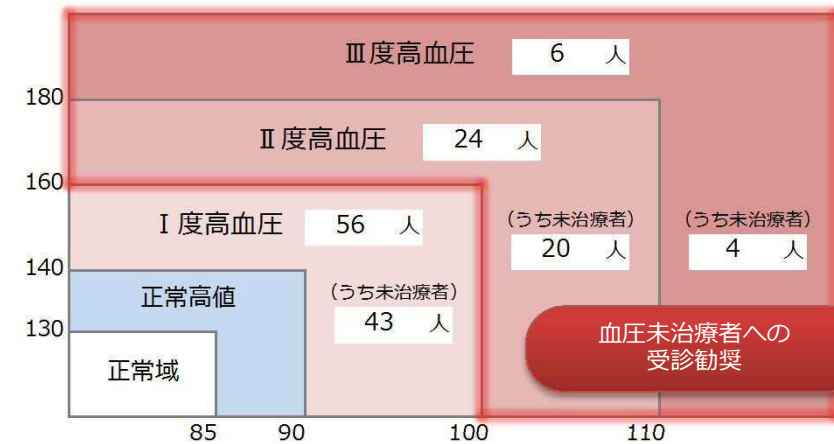 Ⅲ度高血圧 6 人
180
Ⅱ度高血圧 24 人
160
Ⅰ度高血圧 56 人
(うち未治療者) (うち未治療者)
20 人 4 人
140
正常高値 (うち未治療者)
43 人
130
血圧未治療者への
受診勧奨
正常域
85 90 100 110